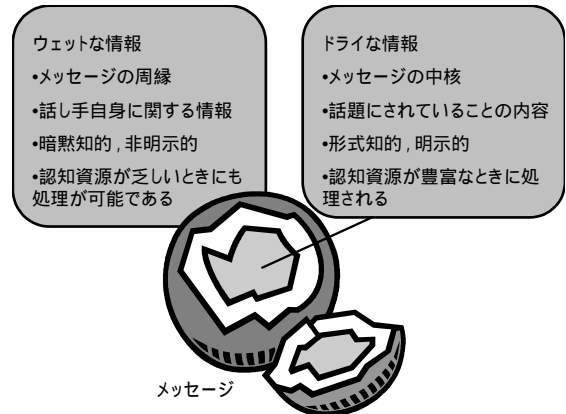 ウェットな情報
•メッセージの周縁
•話し手自身に関する情報
•暗黙知的 , 非明示的
•認知資源が乏しいときにも
処理が可能である
ドライな情報
•メッセージの中核
•話題にされていることの内容
•形式知的 , 明示的
•認知資源が豊富なときに処
理される
メッセージ